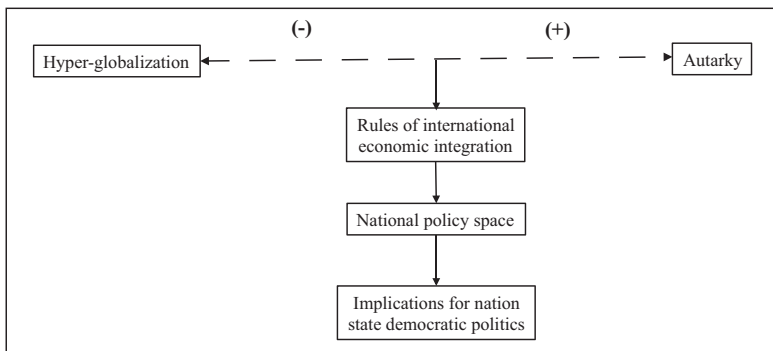 (-)
(+)
Hyper-globalization
Autarky
Rules of international
economic integration
National policy space
Implications for nation
state democratic politics